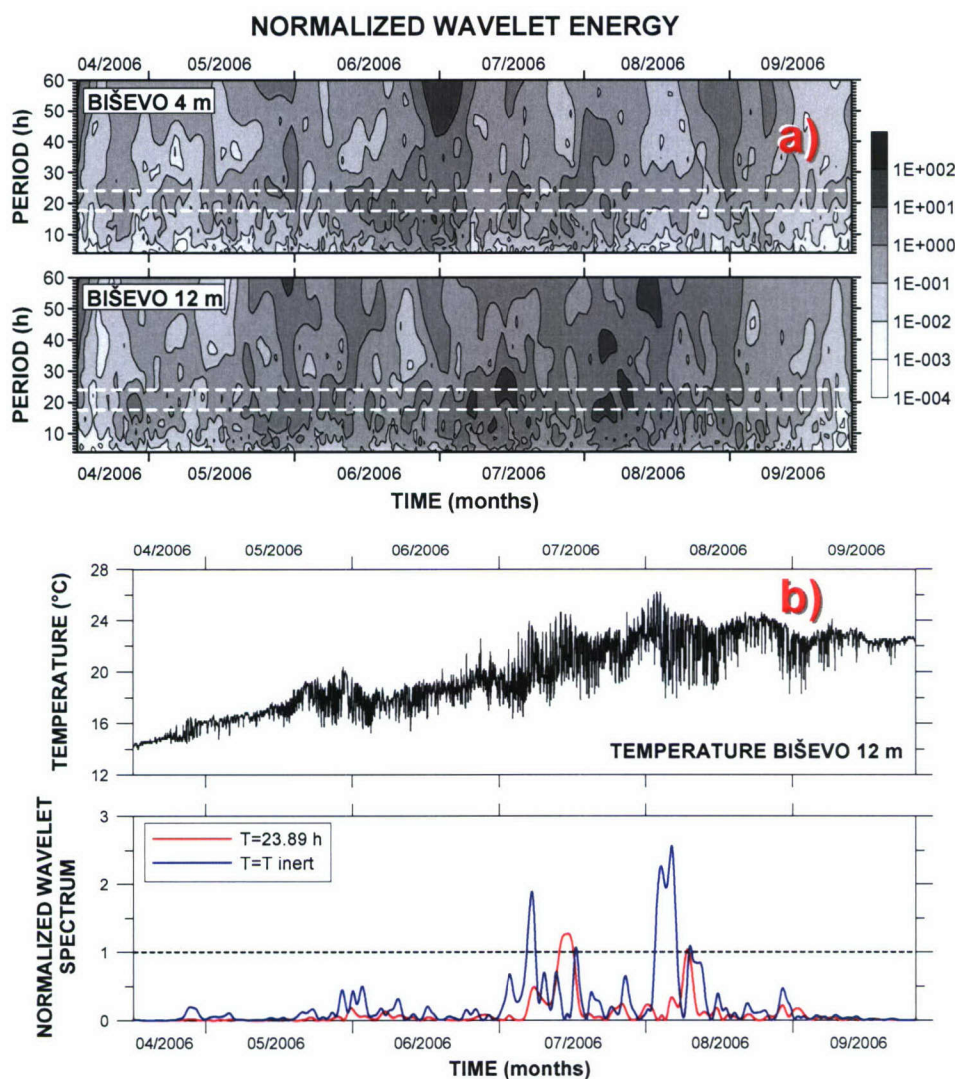 NORMALIZED WAVELET ENERGY
04/2006 05/2006 06/2006 07/2006 08/2006 09/2006
BIŠEVO 4 m
a)
PERIOD (h)
60
50
40
30
20
10
1E+002
1E+001
1E+000
1E-001
1E-002
1E-003
1E-004
BIŠEVO 12 m
PERIOD (h)
60
50
40
30
20
10
04/2006 05/2006 06/2006 07/2006 08/2006 09/2006
TIME (months)
04/2006 05/2006 06/2006 07/2006 08/2006 09/2006
b)
TEMPERATURE (°C)
28
24
20
16
12
TEMPERATURE BIŠEVO 12 m
NORMALIZED WAVELET
SPECTRUM
3
2
1
0
T=23.89 h
T=T inert
04/2006 05/2006 06/2006 07/2006 08/2006 09/2006
TIME (months)